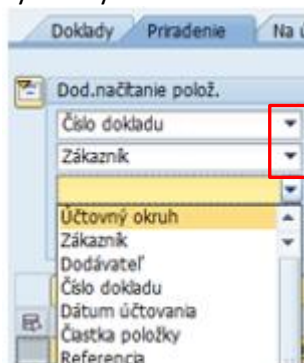 Doklady Priradenie Na ú
Dod.načítanie polož.
Číslo dokladu
Zákazník
Účtovný okruh
Zákazník
Dodávateľ
Číslo dokladu
Dátum účtovania
Čiastka položky
Referencia